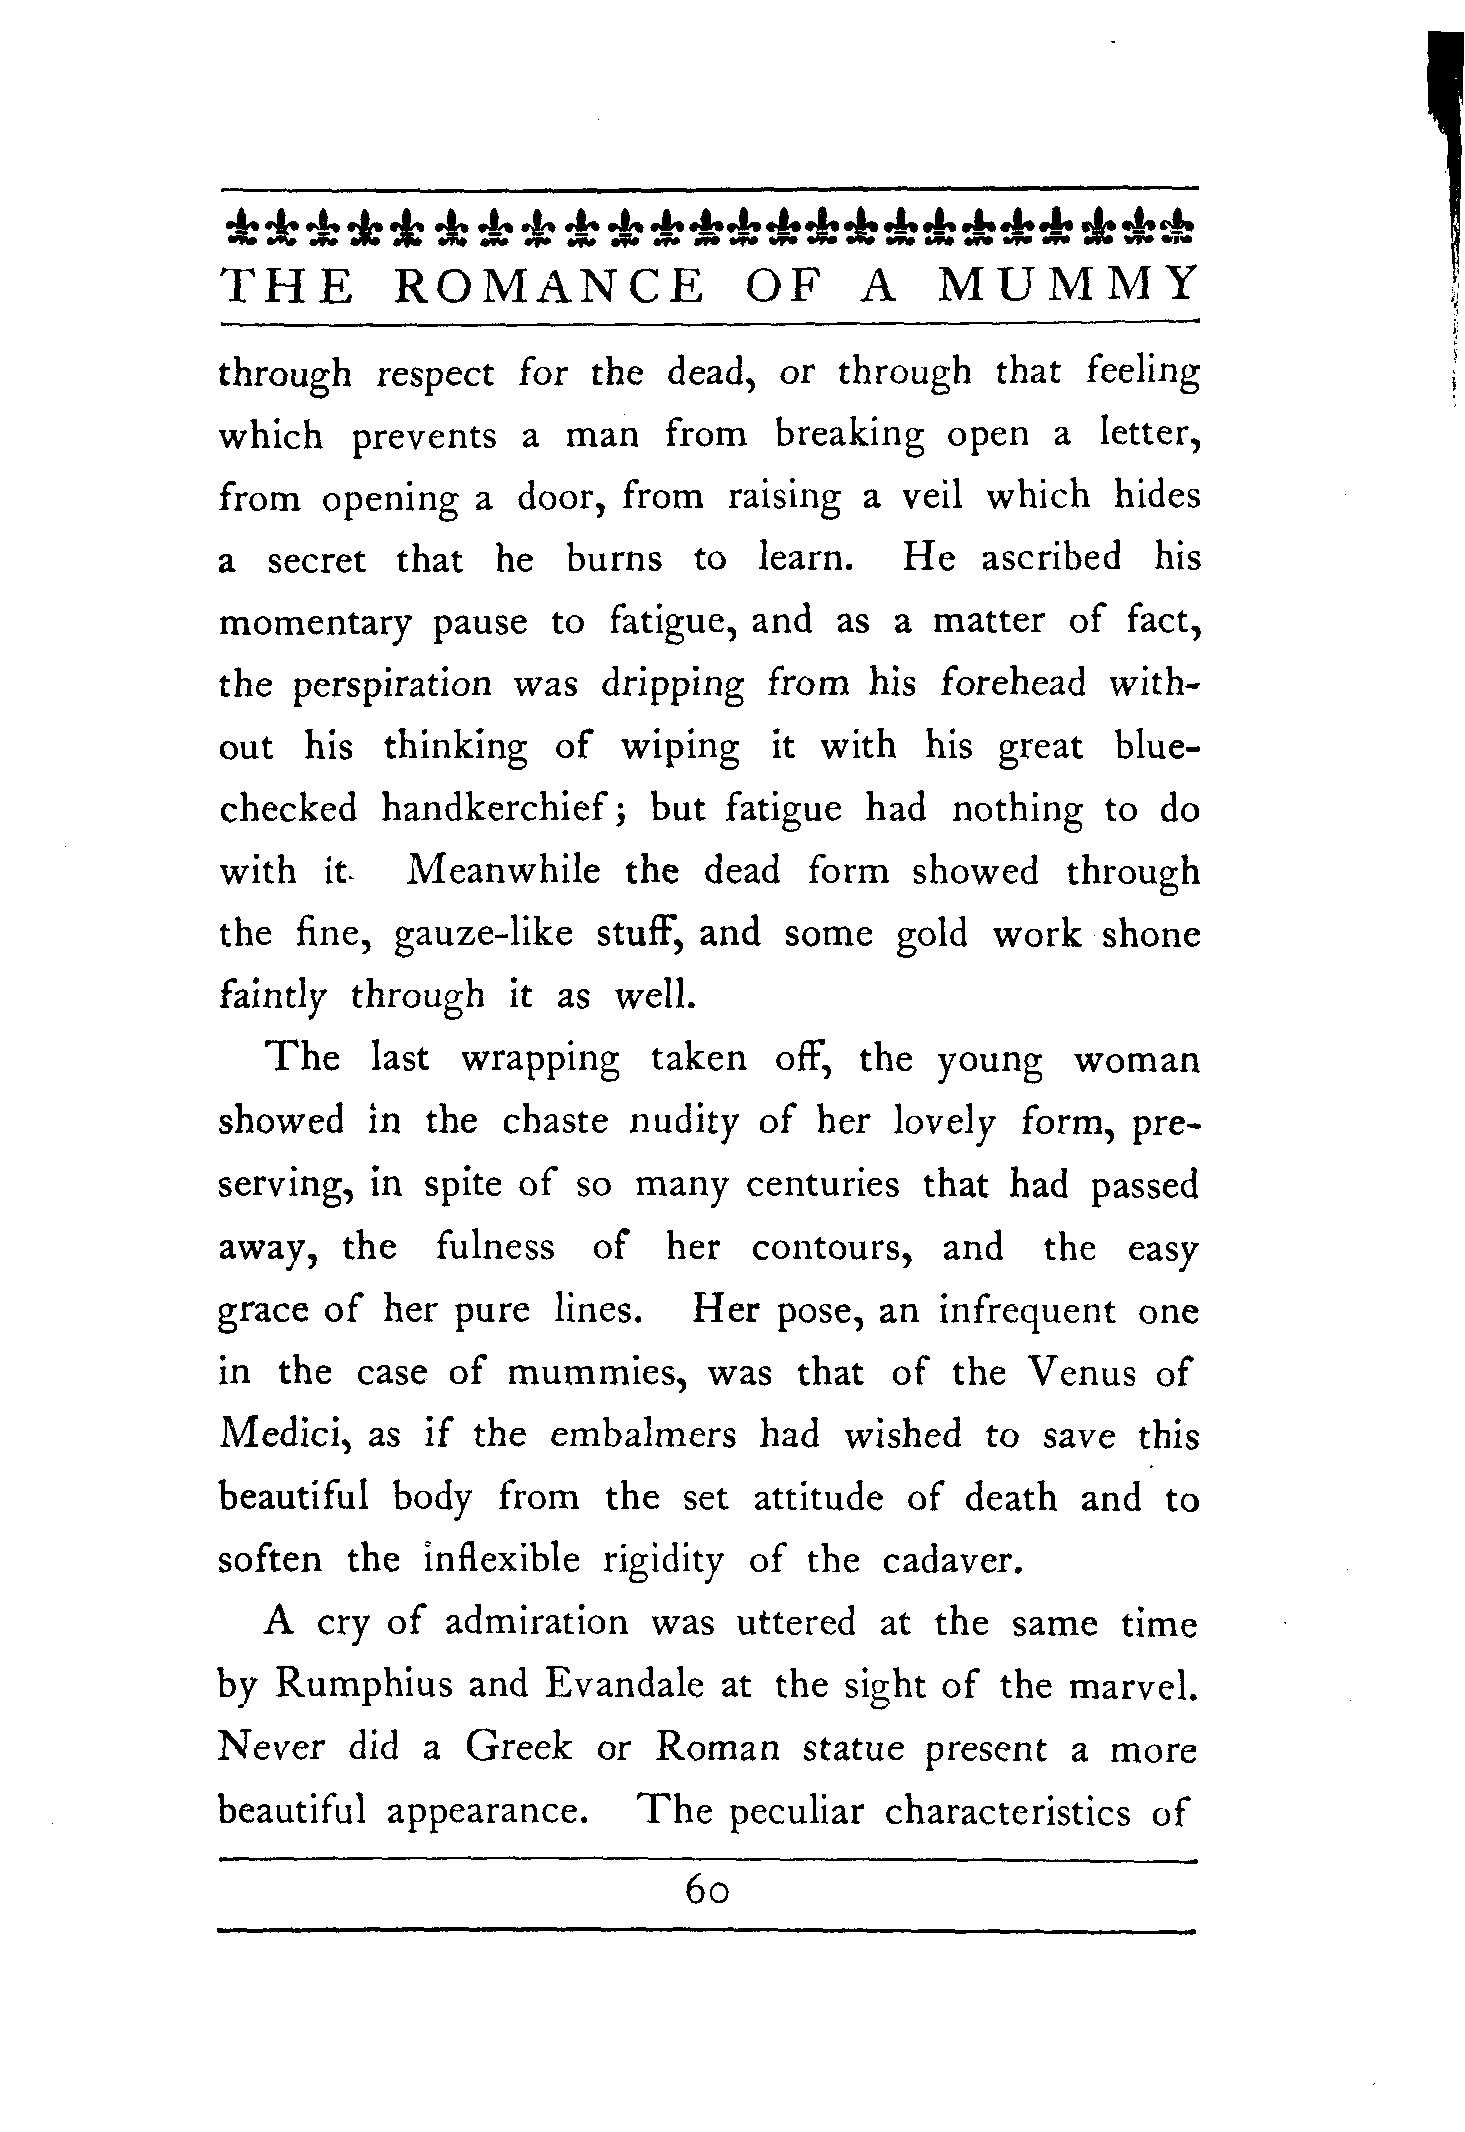 THE ROMANCE OF A MUMMY
through respect for the dead, or through that feeling
which prevents a man from breaking open a letter,
from opening a door, from raising a veil which hides
a secret that he burns to learn. He ascribed his
momentary pause to fatigue, and as a matter of fact,
the perspiration was dripping from his forehead with-
out his thinking of wiping it with his great blue-
checked handkerchief; but fatigue had nothing to do
with it. Meanwhile the dead form showed through
the fine, gauze-like stuff, and some gold work shone
faintly through it as well.
The last wrapping taken off, the young woman
showed in the chaste nudity of her lovely form, pre-
serving, in spite of so many centuries that had passed
away, the fulness of her contours, and the easy
grace of her pure lines. Her pose, an infrequent one
in the case of mummies, was that of the Venus of
Medici, as if the embalmers had wished to save this
beautiful body from the set attitude of death and to
soften the inflexible rigidity of the cadaver.
A cry of admiration was uttered at the same time
by Rumphius and Evandale at the sight of the marvel.
Never did a Greek or Roman statue present a more
beautiful appearance. The peculiar characteristics of
60